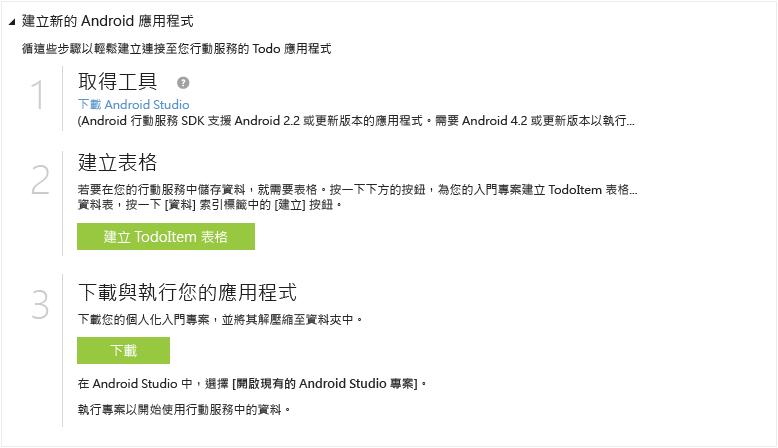 建立新的 Android 應用程式
循這些步驟以輕鬆建立連接至您行動服務的 Todo 應用程式
1
取得工具
下載 Android Studio
(Android 行動服務 SDK 支援 Android 2.2 或更新版本的應用程式。需要 Android 4.2 或更新版本以執行...
2
建立表格
若要在您的行動服務中儲存資料，就需要表格。按一下下方的按鈕，為您的入門專案建立 TodoItem 表格...
資料表，按一下 [資料] 索引標籤中的 [建立] 按鈕。
建立 TodoItem 表格
3
下載與執行您的應用程式
下載您的個人化入門專案，並將其解壓縮至資料夾中。
下載
在 Android Studio 中，選擇 [開啟現有的 Android Studio 專案]。
執行專案以開始使用行動服務中的資料。